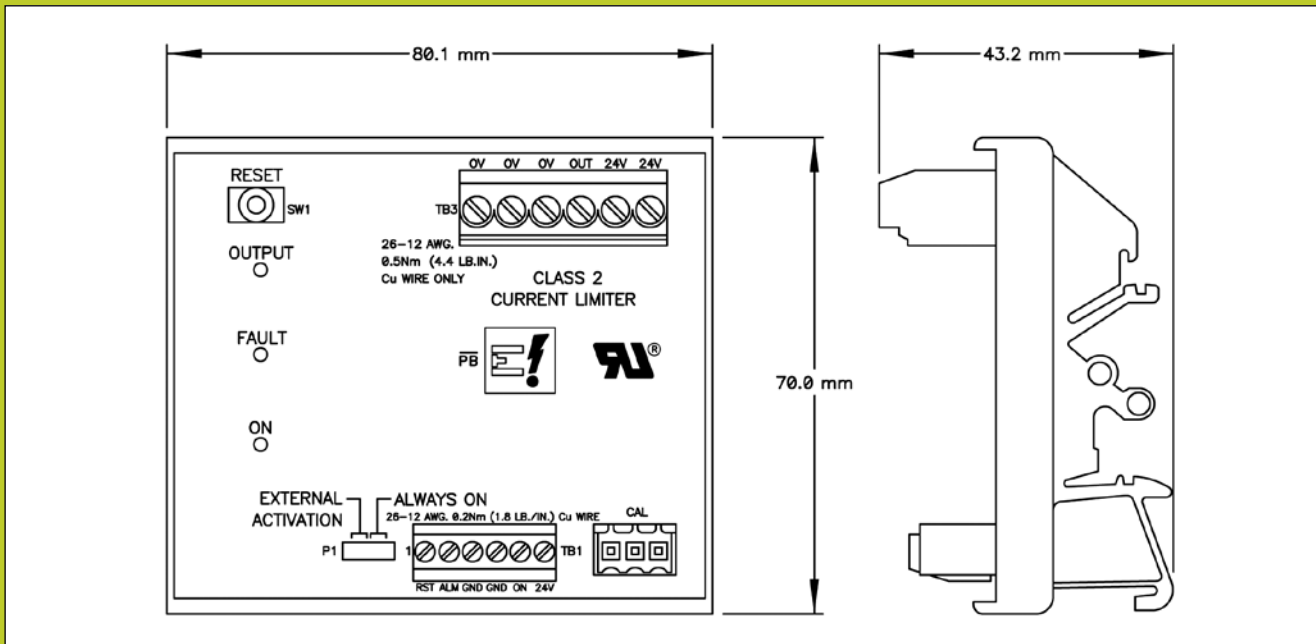 80.1 mm
43.2 mm
0V 0V 0V OUT 24V 24V
RESET
SW1
TB3
26-12 AWG.
0.5Nm (4.4 LB.IN.)
Cu WIRE ONLY
OUTPUT
CLASS 2
CURRENT LIMITER
FAULT
PB
E!
RU®
70.0 mm
ON
EXTERNAL
ACTIVATION
ALWAYS ON
26-12 AWG. 0.2Nm (1.8 LB./IN.) Cu WIRE
CAL
P1
1
TB1
RST ALM GND GND ON 24V